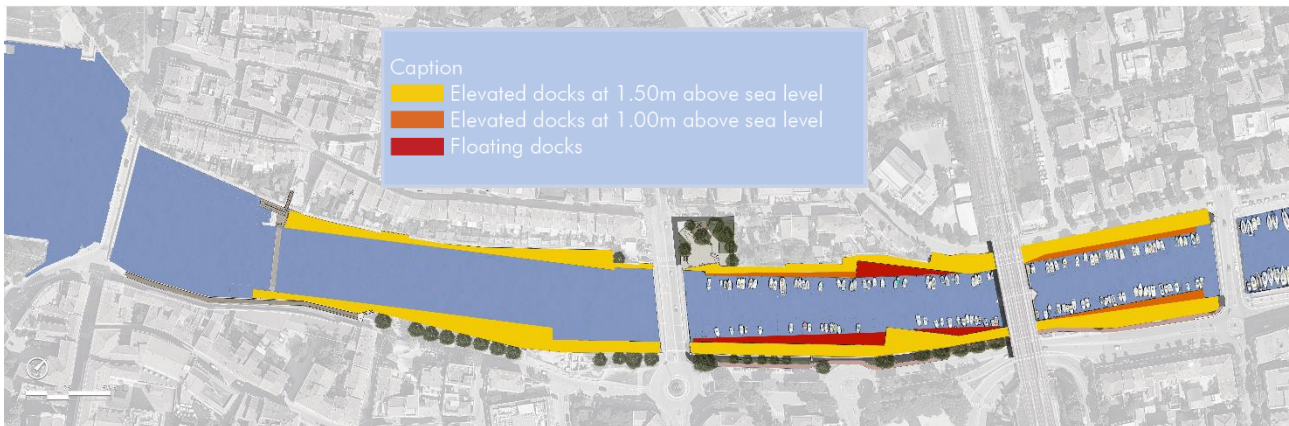 Caption
Elevated docks at 1.50m above sea level
Elevated docks at 1.00m above sea level
Floating docks